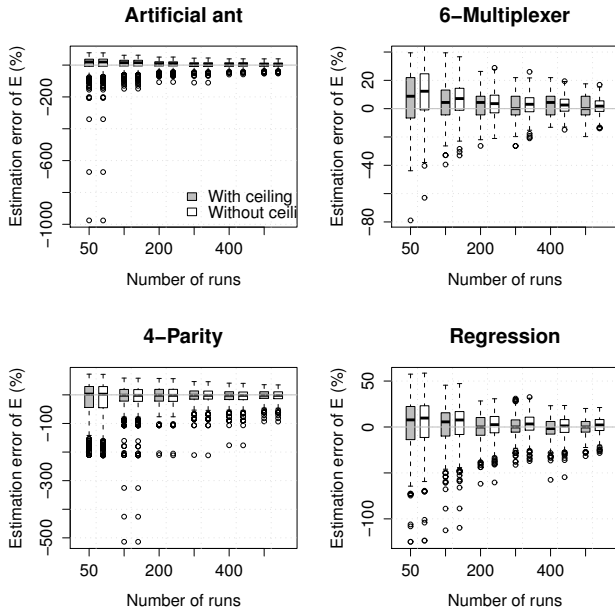 Artificial ant
Estimation error of E (%)
−200
−600
−1000
50
200
400
Number of runs
With ceiling
Without ceili
6−Multiplexer
Estimation error of E (%)
20
0
−40
−80
50
200
400
Number of runs
4−Parity
Estimation error of E (%)
−100
−300
−500
50
200
400
Number of runs
Regression
Estimation error of E (%)
50
0
−100
50
200
400
Number of runs